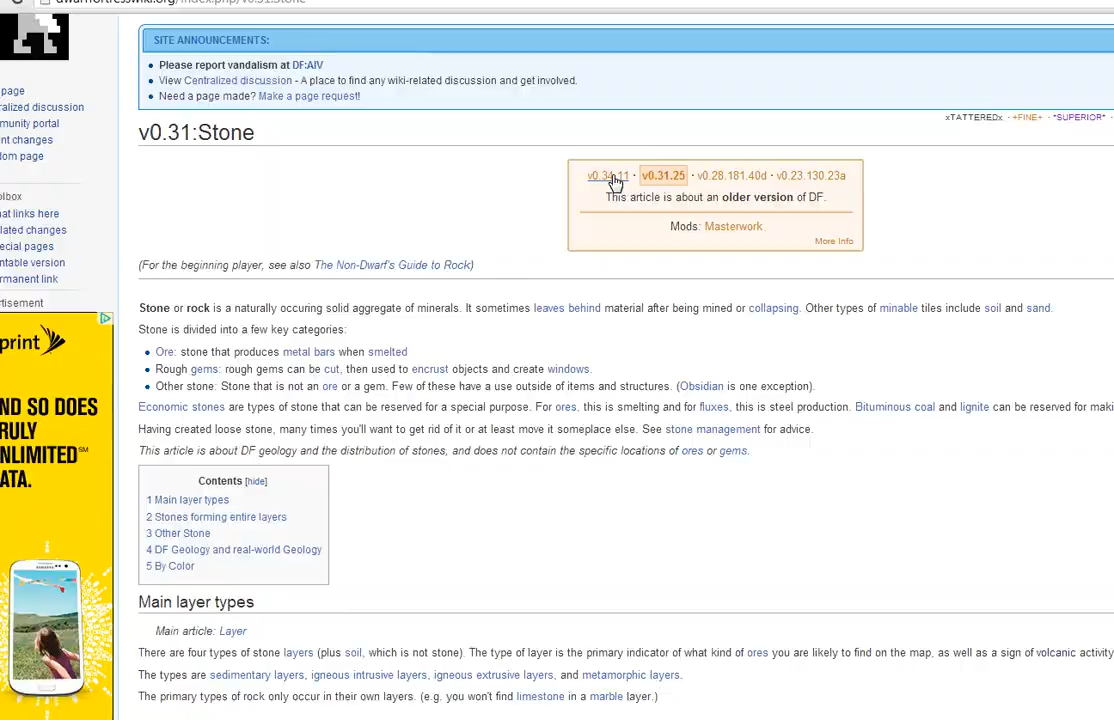 SITE ANNOUNCEMENTS:
Please report vandalism at DF:AIV
View Centralized discussion - A place to find any wiki-related discussion and get involved.
Need a page made? Make a page request!
page
ralized discussion
munity portal
nt changes
dom page
v0.31:Stone
xTATTEREDx · +FINE+ · *SUPERIOR* ·
v0.34.11 · v0.31.25 · v0.28.181.40d · v0.23.130.23a
This article is about an older version of DF.
Mods: Masterwork
More Info
lbox
at links here
lated changes
ecial pages
ntable version
rmanent link
rtisement
(For the beginning player, see also The Non-Dwarf's Guide to Rock)
Stone or rock is a naturally occuring solid aggregate of minerals. It sometimes leaves behind material after being mined or collapsing. Other types of minable tiles include soil and sand.
Stone is divided into a few key categories:
Ore: stone that produces metal bars when smelted
Rough gems: rough gems can be cut, then used to encrust objects and create windows.
Other stone: Stone that is not an ore or a gem. Few of these have a use outside of items and structures. (Obsidian is one exception).
Economic stones are types of stone that can be reserved for a special purpose. For ores, this is smelting and for fluxes, this is steel production. Bituminous coal and lignite can be reserved for mak
Having created loose stone, many times you'll want to get rid of it or at least move it someplace else. See stone management for advice.
This article is about DF geology and the distribution of stones, and does not contain the specific locations of ores or gems.
print
ND SO DOES
RULY
NLIMITED℠
ATA.
Contents [hide]
1 Main layer types
2 Stones forming entire layers
3 Other Stone
4 DF Geology and real-world Geology
5 By Color
Main layer types
Main article: Layer
There are four types of stone layers (plus soil, which is not stone). The type of layer is the primary indicator of what kind of ores you are likely to find on the map, as well as a sign of volcanic activity
The types are sedimentary layers, igneous intrusive layers, igneous extrusive layers, and metamorphic layers.
The primary types of rock only occur in their own layers. (e.g. you won't find limestone in a marble layer.)